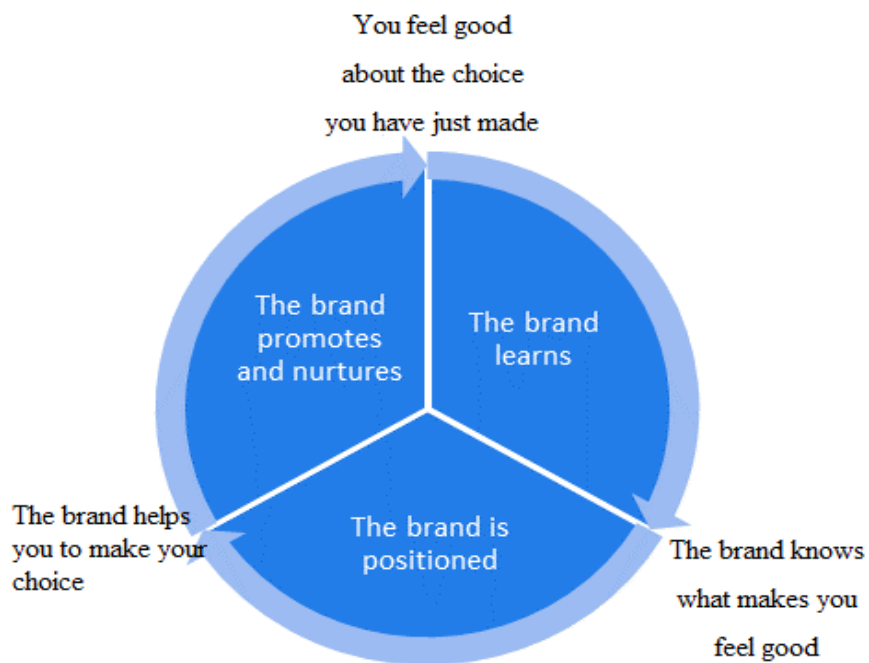 You feel good
about the choice
you have just made
The brand
promotes
and nurtures
The brand
learns
The brand helps
you to make your
choice
The brand is
positioned
The brand knows
what makes you
feel good